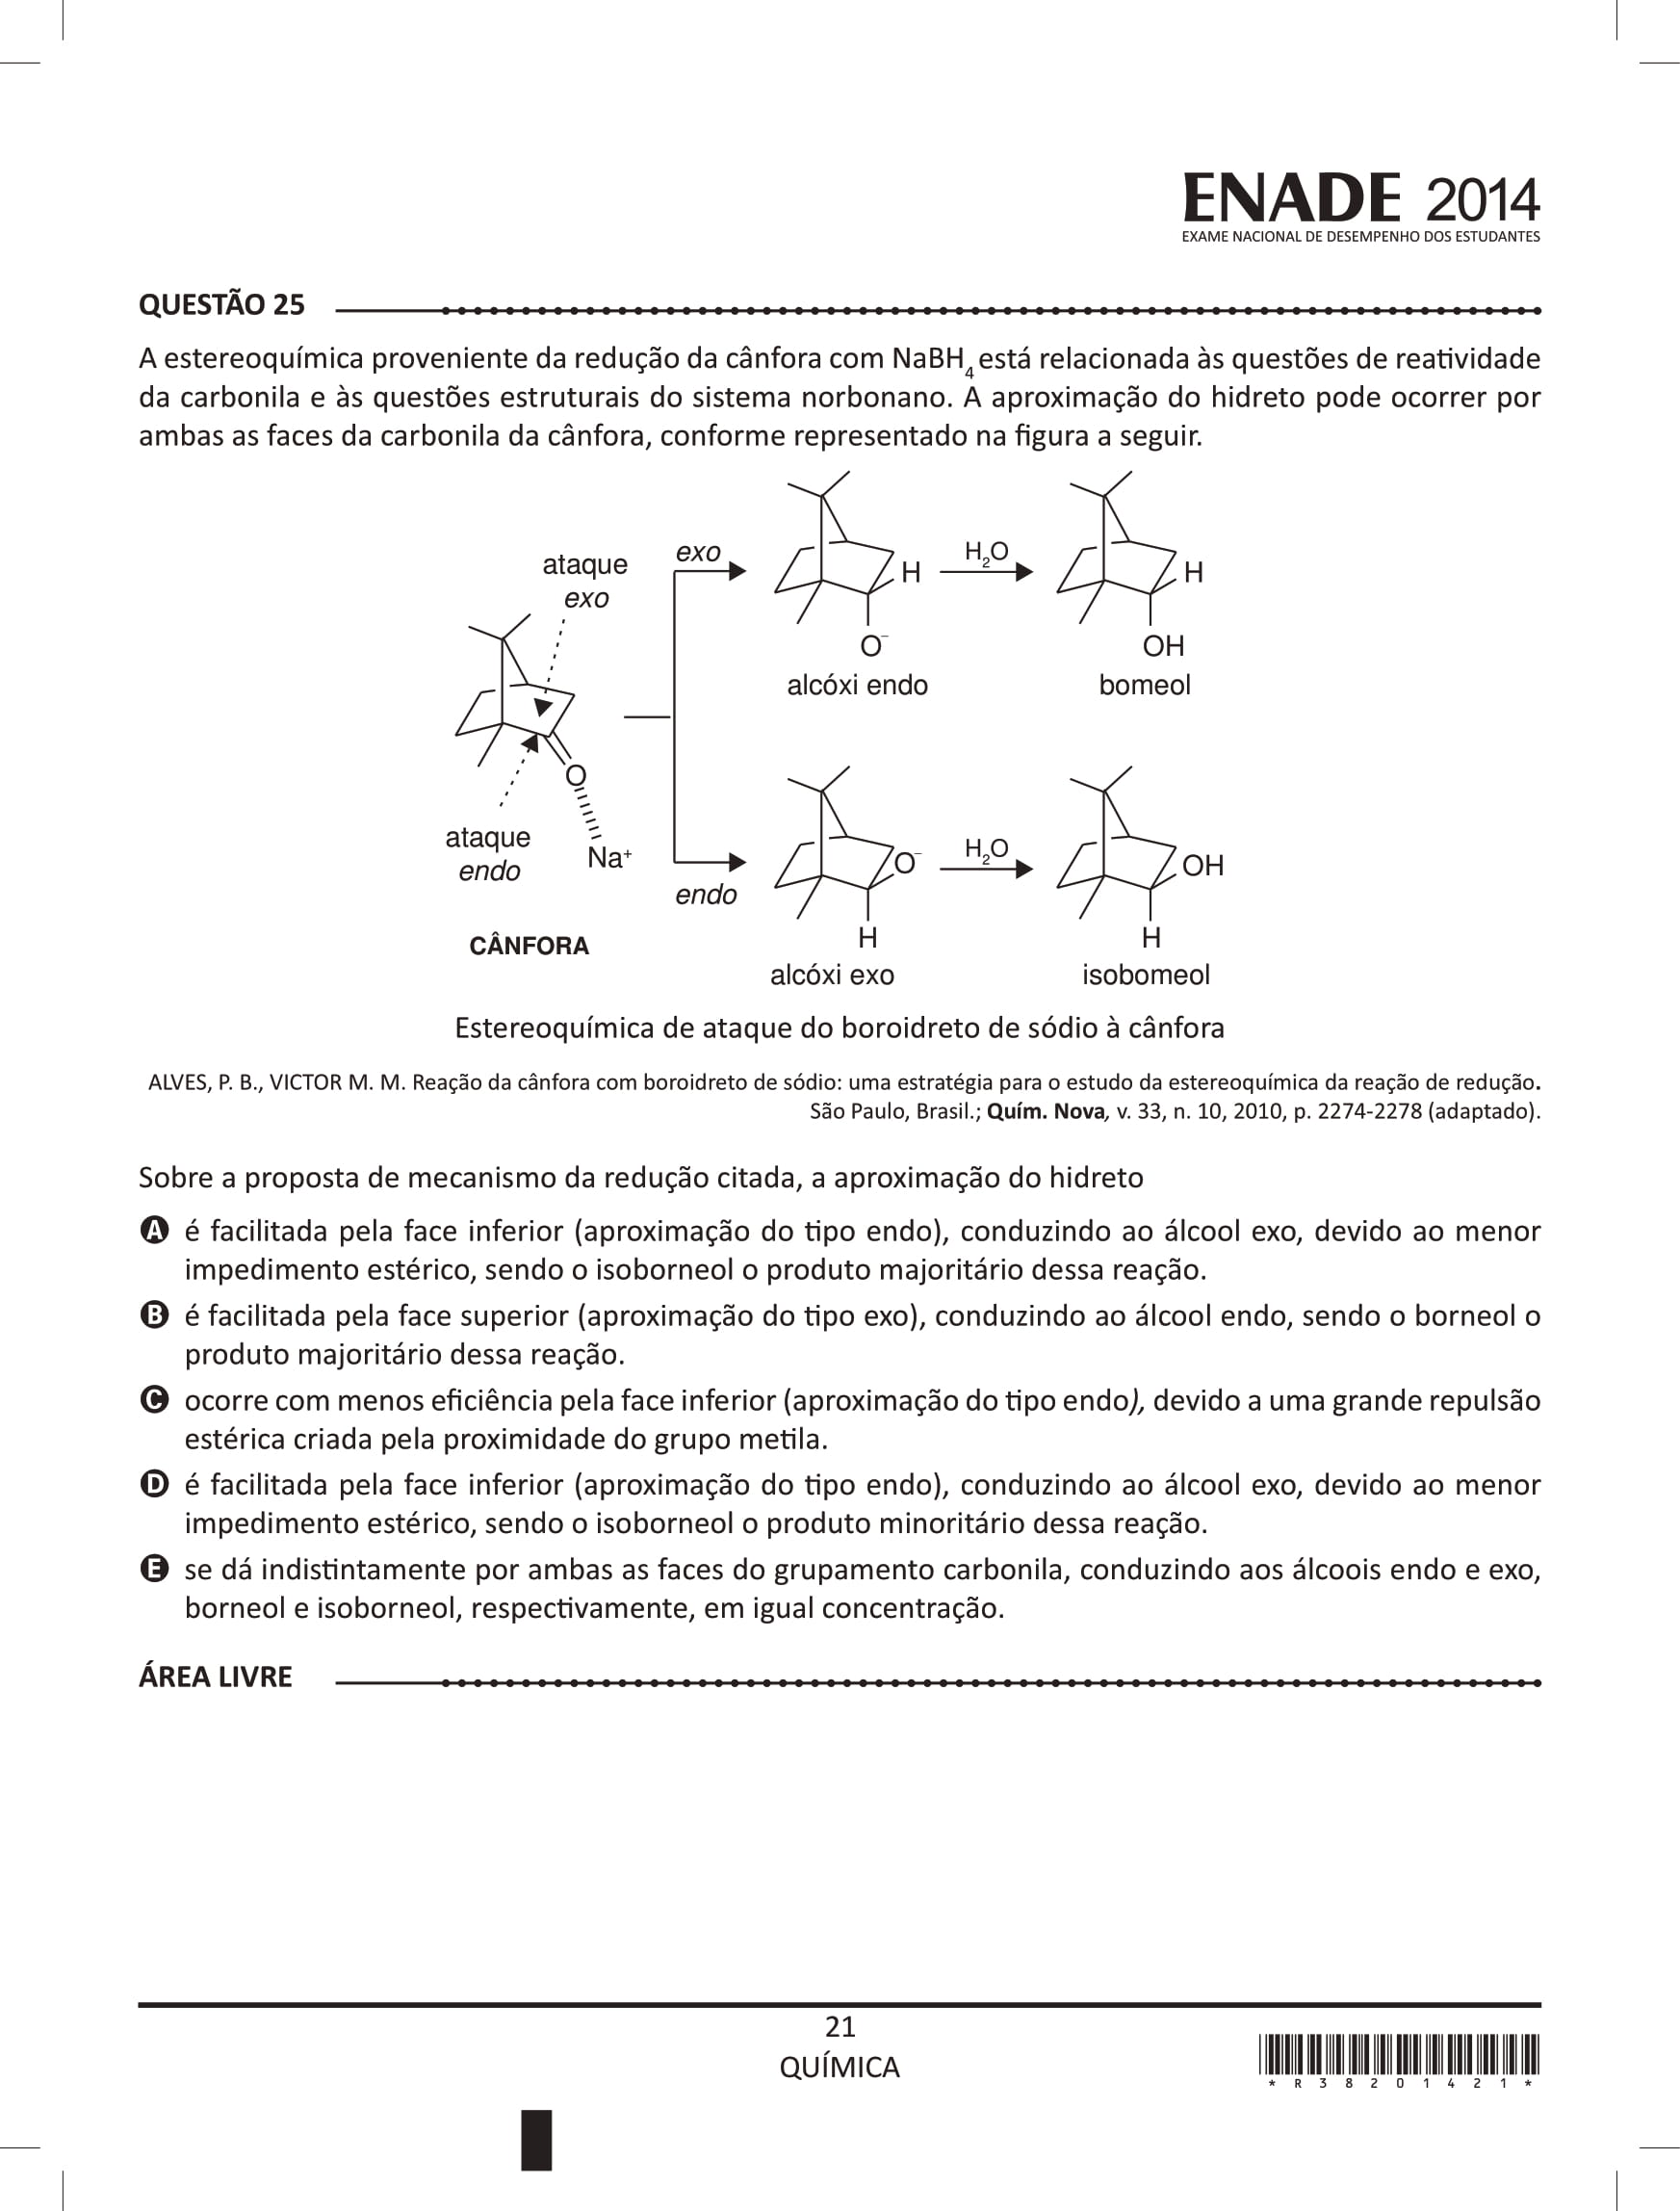 ENADE 2014
EXAME NACIONAL DE DESEMPENHO DOS ESTUDANTES
QUESTÃO 25
A estereoquímica proveniente da redução da cânfora com NaBH₄ está relacionada às questões de reatividade
da carbonila e às questões estruturais do sistema norbonano. A aproximação do hidreto pode ocorrer por
ambas as faces da carbonila da cânfora, conforme representado na figura a seguir.
ataque
exo
O
Na⁺
ataque
endo
CÂNFORA
exo
H
O⁻
alcóxi endo
H₂O
H
OH
bomeol
endo
O⁻
H
alcóxi exo
H₂O
OH
H
isobomeol
Estereoquímica de ataque do boroidreto de sódio à cânfora
ALVES, P. B., VICTOR M. M. Reação da cânfora com boroidreto de sódio: uma estratégia para o estudo da estereoquímica da reação de redução.
São Paulo, Brasil.; Quím. Nova, v. 33, n. 10, 2010, p. 2274-2278 (adaptado).
Sobre a proposta de mecanismo da redução citada, a aproximação do hidreto
A é facilitada pela face inferior (aproximação do tipo endo), conduzindo ao álcool exo, devido ao menor
impedimento estérico, sendo o isoborneol o produto majoritário dessa reação.
B é facilitada pela face superior (aproximação do tipo exo), conduzindo ao álcool endo, sendo o borneol o
produto majoritário dessa reação.
C ocorre com menos eficiência pela face inferior (aproximação do tipo endo), devido a uma grande repulsão
estérica criada pela proximidade do grupo metila.
D é facilitada pela face inferior (aproximação do tipo endo), conduzindo ao álcool exo, devido ao menor
impedimento estérico, sendo o isoborneol o produto minoritário dessa reação.
E se dá indistintamente por ambas as faces do grupamento carbonila, conduzindo aos álcoois endo e exo,
borneol e isoborneol, respectivamente, em igual concentração.
ÁREA LIVRE
21
QUÍMICA
* R 3 8 2 0 1 4 2 1 *